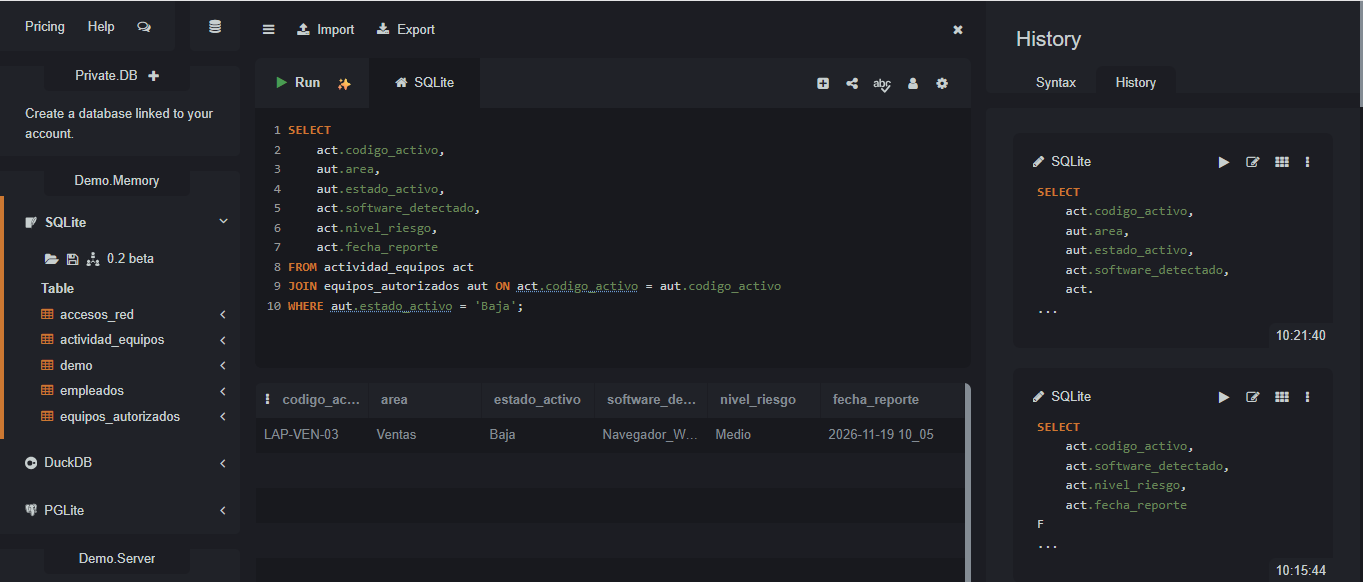 Pricing Help
Private.DB
Create a database linked to your
account.
Demo.Memory
SQLite
0.2 beta
Table
accesos_red
actividad_equipos
demo
empleados
equipos_autorizados
DuckDB
PGLite
Demo.Server
Import Export
Run SQLite abc
1 SELECT
2 act.codigo_activo,
3 aut.area,
4 aut.estado_activo,
5 act.software_detectado,
6 act.nivel_riesgo,
7 act.fecha_reporte
8 FROM actividad_equipos act
9 JOIN equipos_autorizados aut ON act.codigo_activo = aut.codigo_activo
10 WHERE aut.estado_activo = 'Baja';
codigo_ac... area estado_activo software_de... nivel_riesgo fecha_reporte
LAP-VEN-03 Ventas Baja Navegador_W... Medio 2026-11-19 10_05
History
Syntax History
SQLite
SELECT
act.codigo_activo,
aut.area,
aut.estado_activo,
act.software_detectado,
act.
...
10:21:40
SQLite
SELECT
act.codigo_activo,
act.software_detectado,
act.nivel_riesgo,
act.fecha_reporte
F
...
10:15:44